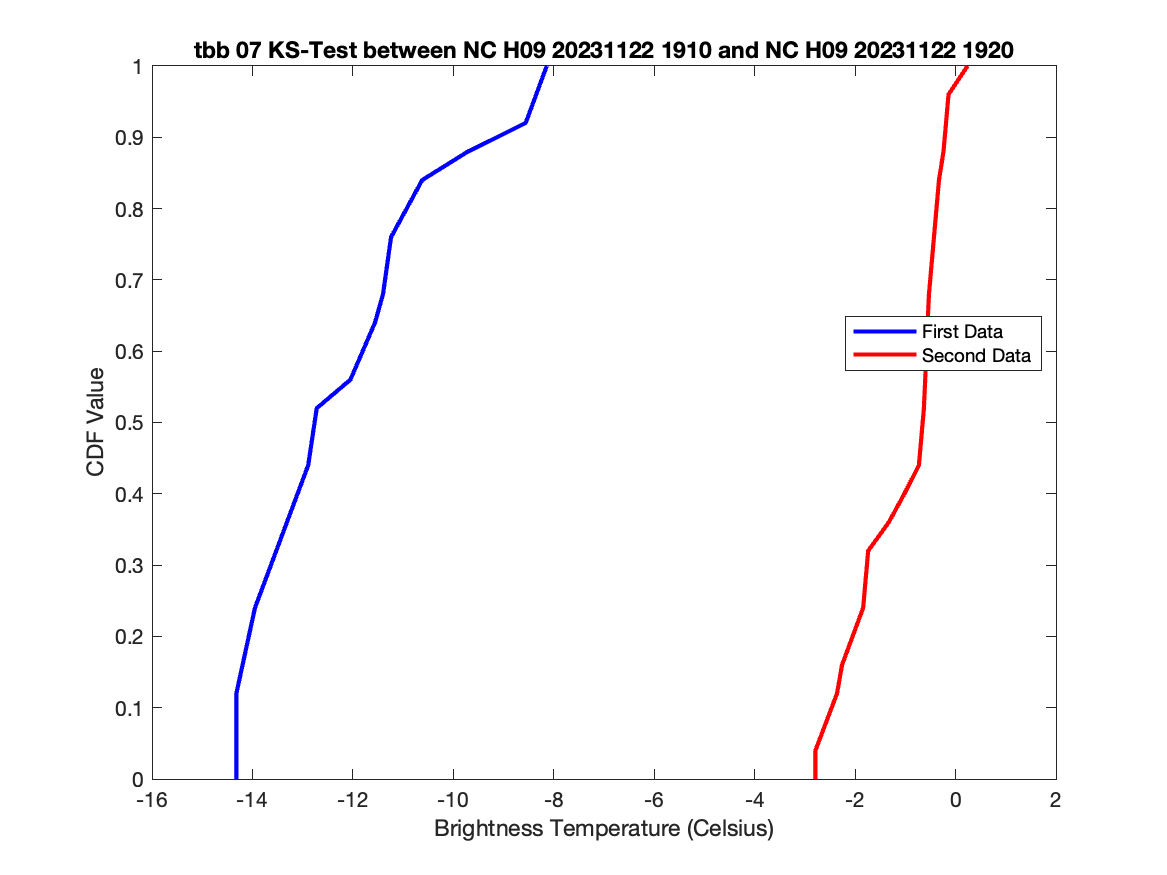 tbb 07 KS-Test between NC H09 20231122 1910 and NC H09 20231122 1920
1
0.9
0.8
0.7
0.6
0.5
0.4
0.3
0.2
0.1
0
CDF Value
First Data
Second Data
-16 -14 -12 -10 -8 -6 -4 -2 0 2
Brightness Temperature (Celsius)